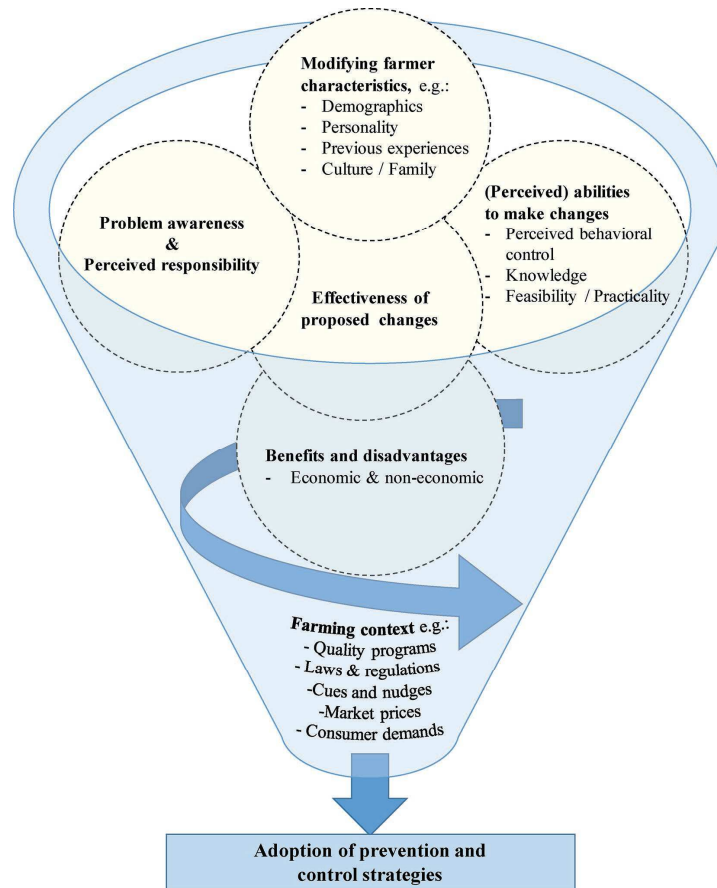 Modifying farmer
characteristics, e.g.:
- Demographics
- Personality
- Previous experiences
- Culture / Family
Problem awareness
&
Perceived responsibility
(Perceived) abilities
to make changes
- Perceived behavioral
control
- Knowledge
- Feasibility / Practicality
Effectiveness of
proposed changes
Benefits and disadvantages
- Economic & non-economic
Farming context e.g.:
- Quality programs
- Laws & regulations
-Cues and nudges
-Market prices
- Consumer demands
Adoption of prevention and
control strategies